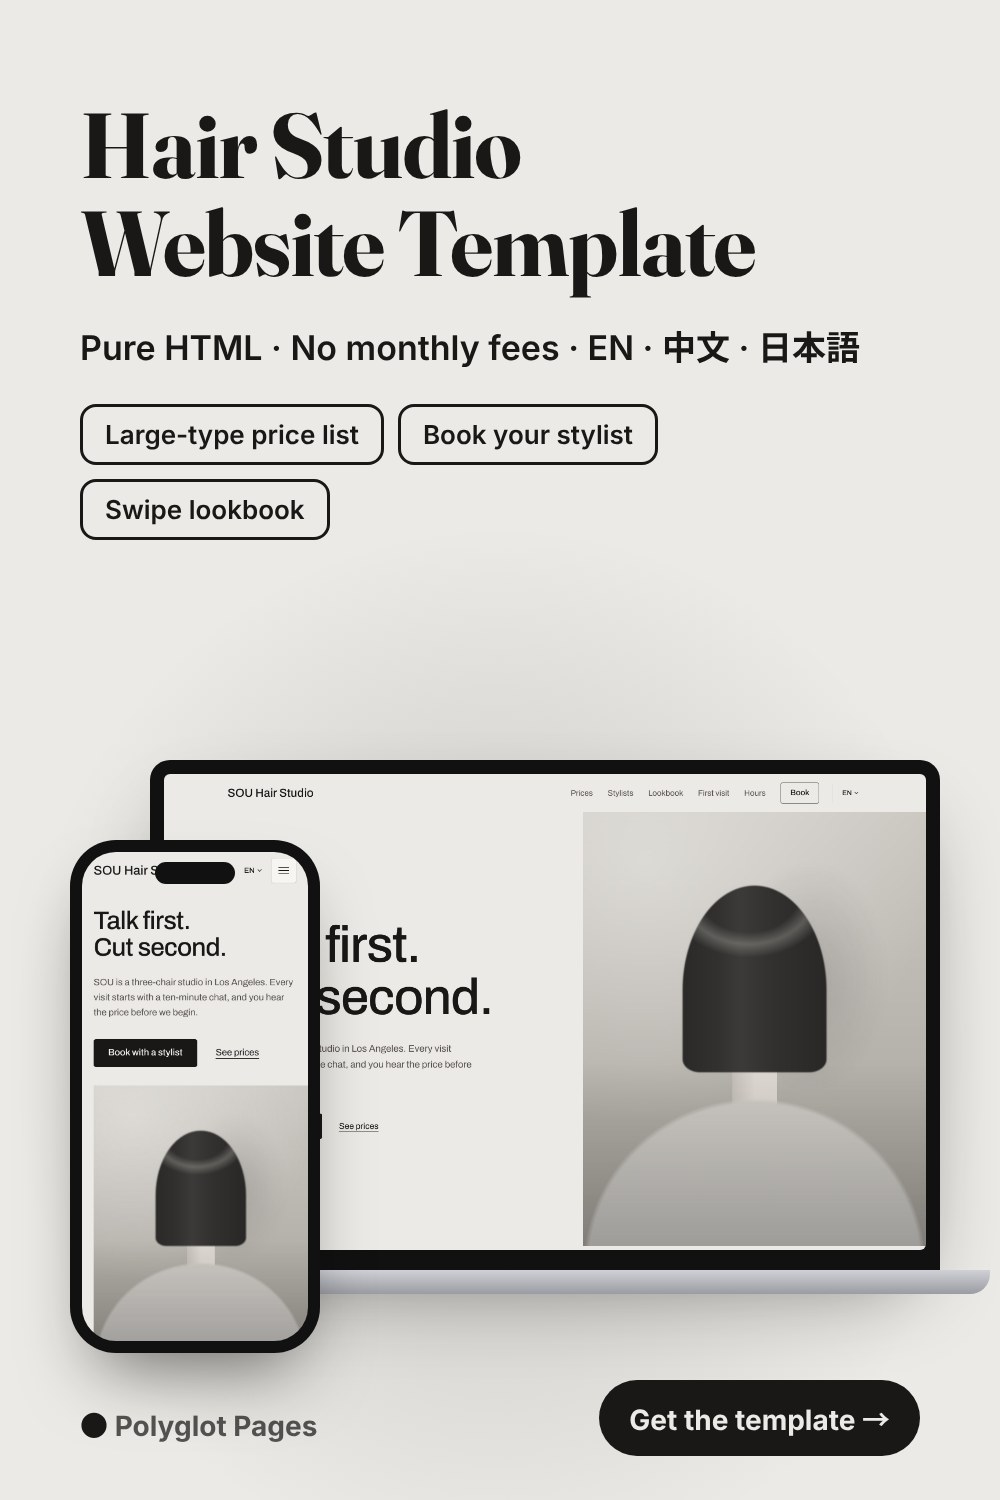 Hair Studio
Website Template
Pure HTML · No monthly fees · EN · 中文 · 日本語
Large-type price list
Book your stylist
Swipe lookbook
SOU Hair Studio
Prices
Stylists
Lookbook
First visit
Hours
Book
EN
first.
second.
in Los Angeles. Every visit
chat, and you hear the price before
See prices
SOU Hair
EN
Talk first.
Cut second.
SOU is a three-chair studio in Los Angeles. Every
visit starts with a ten-minute chat, and you hear
the price before we begin.
Book with a stylist
See prices
Polyglot Pages
Get the template →